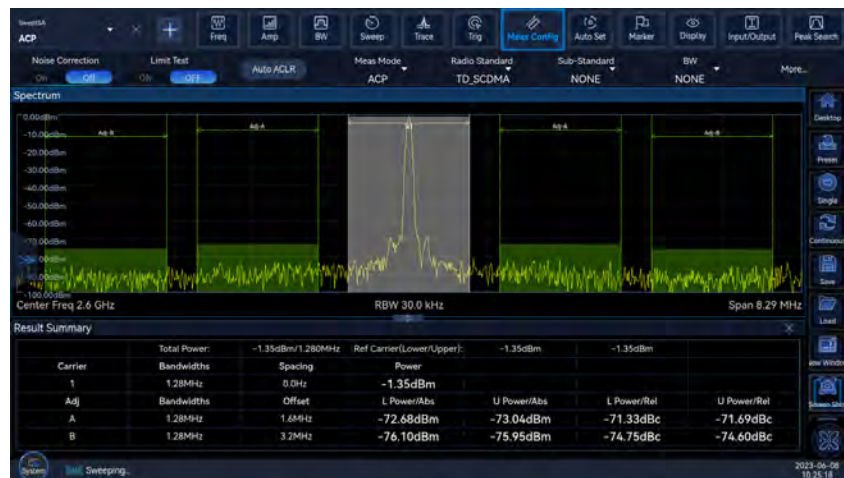 SweptSA
ACP
Freq Amp BW Sweep Trace Trig Meas Config Auto Set Marker Display Input/Output Peak Search
Noise Correction Limit Test Auto ACLR Meas Mode Radio Standard Sub-Standard BW More...
On Off ON OFF ACP TD_SCDMA NONE NONE
Spectrum
0.00dBm
-10.00dBm Adj-B Adj-A Adj-A Adj-B
-20.00dBm
-30.00dBm
-40.00dBm
-50.00dBm
-60.00dBm
-100.00dBm
Center Freq 2.6 GHz RBW 30.0 kHz Span 8.29 MHz
Result Summary
Total Power: -1.35dBm/1.280MHz Ref Carrier(Lower/Upper): -1.35dBm -1.35dBm
Carrier Bandwidths Spacing Power
1 1.28MHz 0.0Hz -1.35dBm
Adj Bandwidths Offset L Power/Abs U Power/Abs L Power/Rel U Power/Rel
A 1.28MHz 1.6MHz -72.68dBm -73.04dBm -71.33dBc -71.69dBc
B 1.28MHz 3.2MHz -76.10dBm -75.95dBm -74.75dBc -74.60dBc
Desktop
Preset
Single
Continuous
Save
Load
System Sweeping...
2023-06-08
10:25:18